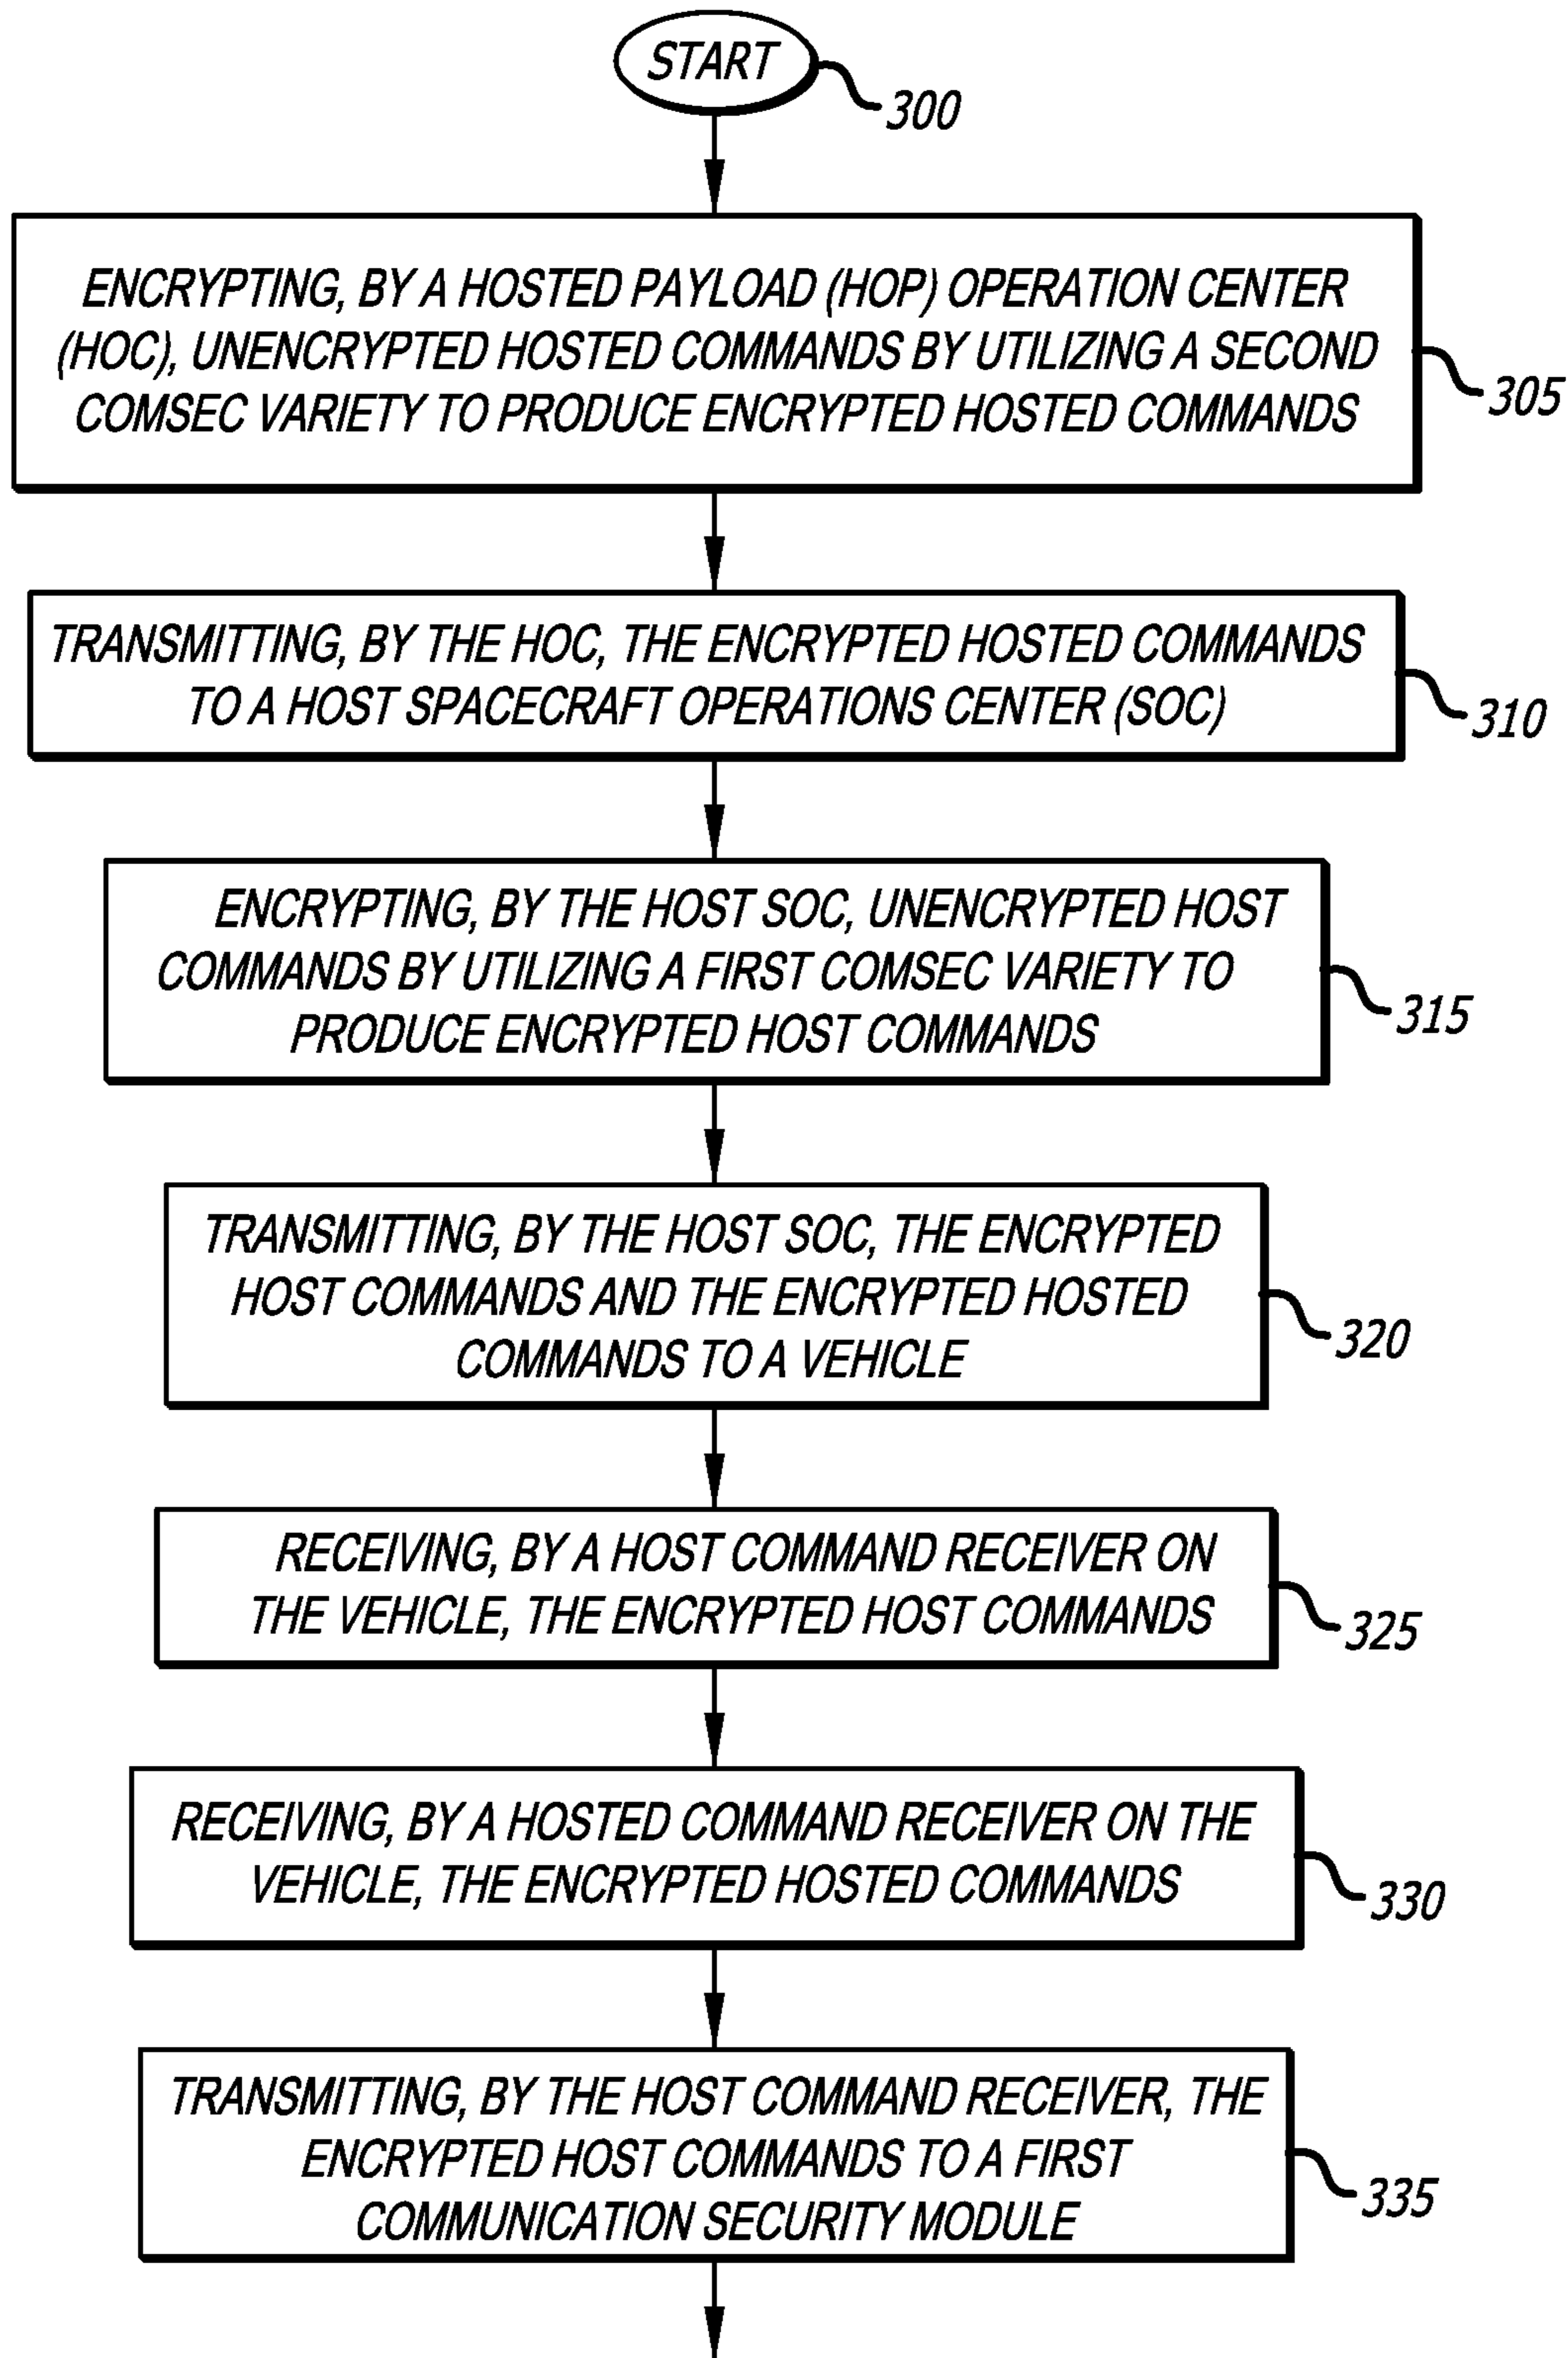 START
300
ENCRYPTING, BY A HOSTED PAYLOAD (HOP) OPERATION CENTER
(HOC), UNENCRYPTED HOSTED COMMANDS BY UTILIZING A SECOND
COMSEC VARIETY TO PRODUCE ENCRYPTED HOSTED COMMANDS
305
TRANSMITTING, BY THE HOC, THE ENCRYPTED HOSTED COMMANDS
TO A HOST SPACECRAFT OPERATIONS CENTER (SOC)
310
ENCRYPTING, BY THE HOST SOC, UNENCRYPTED HOST
COMMANDS BY UTILIZING A FIRST COMSEC VARIETY TO
PRODUCE ENCRYPTED HOST COMMANDS
315
TRANSMITTING, BY THE HOST SOC, THE ENCRYPTED
HOST COMMANDS AND THE ENCRYPTED HOSTED
COMMANDS TO A VEHICLE
320
RECEIVING, BY A HOST COMMAND RECEIVER ON
THE VEHICLE, THE ENCRYPTED HOST COMMANDS
325
RECEIVING, BY A HOSTED COMMAND RECEIVER ON THE
VEHICLE, THE ENCRYPTED HOSTED COMMANDS
330
TRANSMITTING, BY THE HOST COMMAND RECEIVER, THE
ENCRYPTED HOST COMMANDS TO A FIRST
COMMUNICATION SECURITY MODULE
335